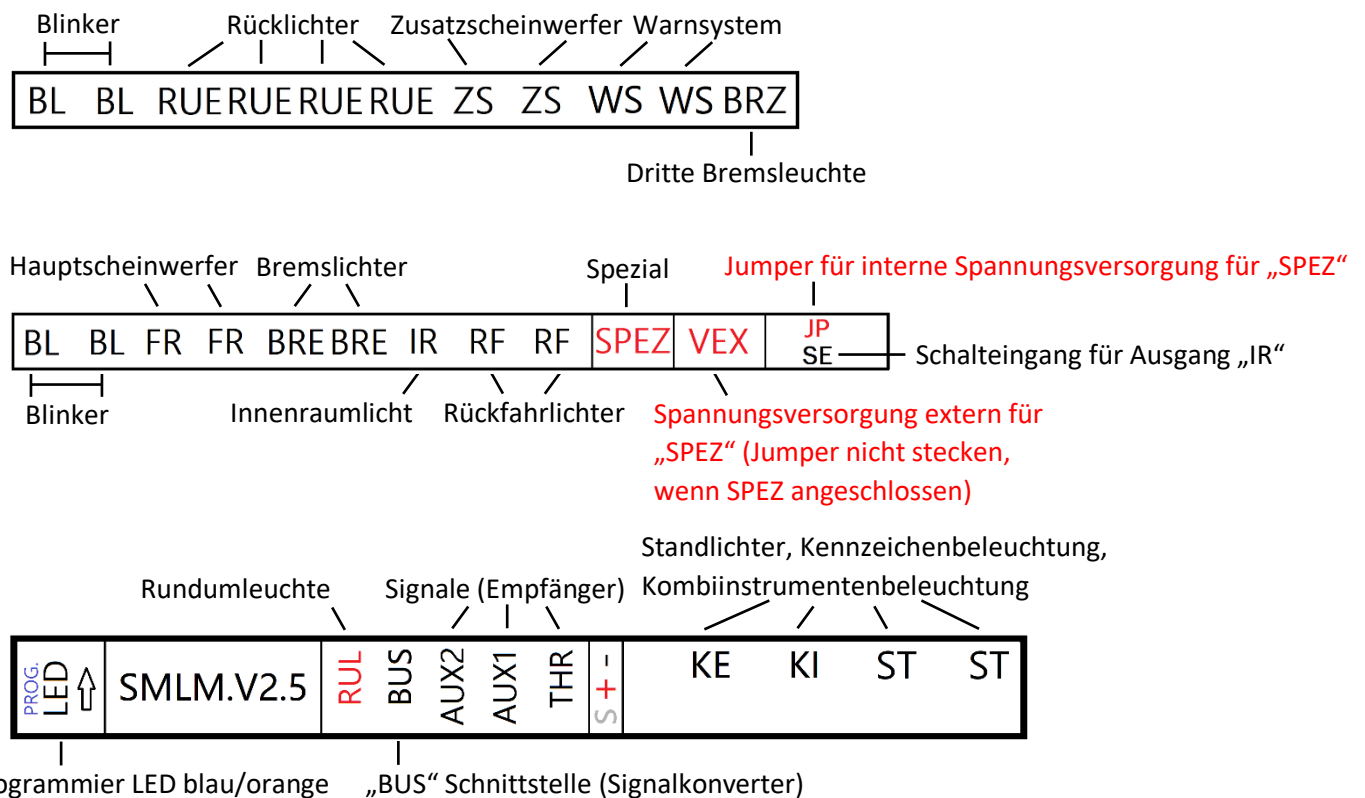 Blinker Rücklichter Zusatzscheinwerfer Warnsystem
BL BL RUE RUE RUE RUE ZS ZS WS WS BRZ
Dritte Bremsleuchte
Hauptscheinwerfer Bremslichter Spezial Jumper für interne Spannungsversorgung für „SPEZ“
BL BL FR FR BRE BRE IR RF RF SPEZ VEX JP
SE Schalteingang für Ausgang „IR“
Blinker Innenraumlicht Rückfahrlichter Spannungsversorgung extern für
„SPEZ“ (Jumper nicht stecken,
wenn SPEZ angeschlossen)
Standlichter, Kennzeichenbeleuchtung,
Rundumleuchte Signale (Empfänger) Kombiinstrumentenbeleuchtung
PROG. LED SMLM.V2.5 RUL BUS AUX2 AUX1 THR S + - KE KI ST ST
ogrammier LED blau/orange „BUS“ Schnittstelle (Signalkonverter)